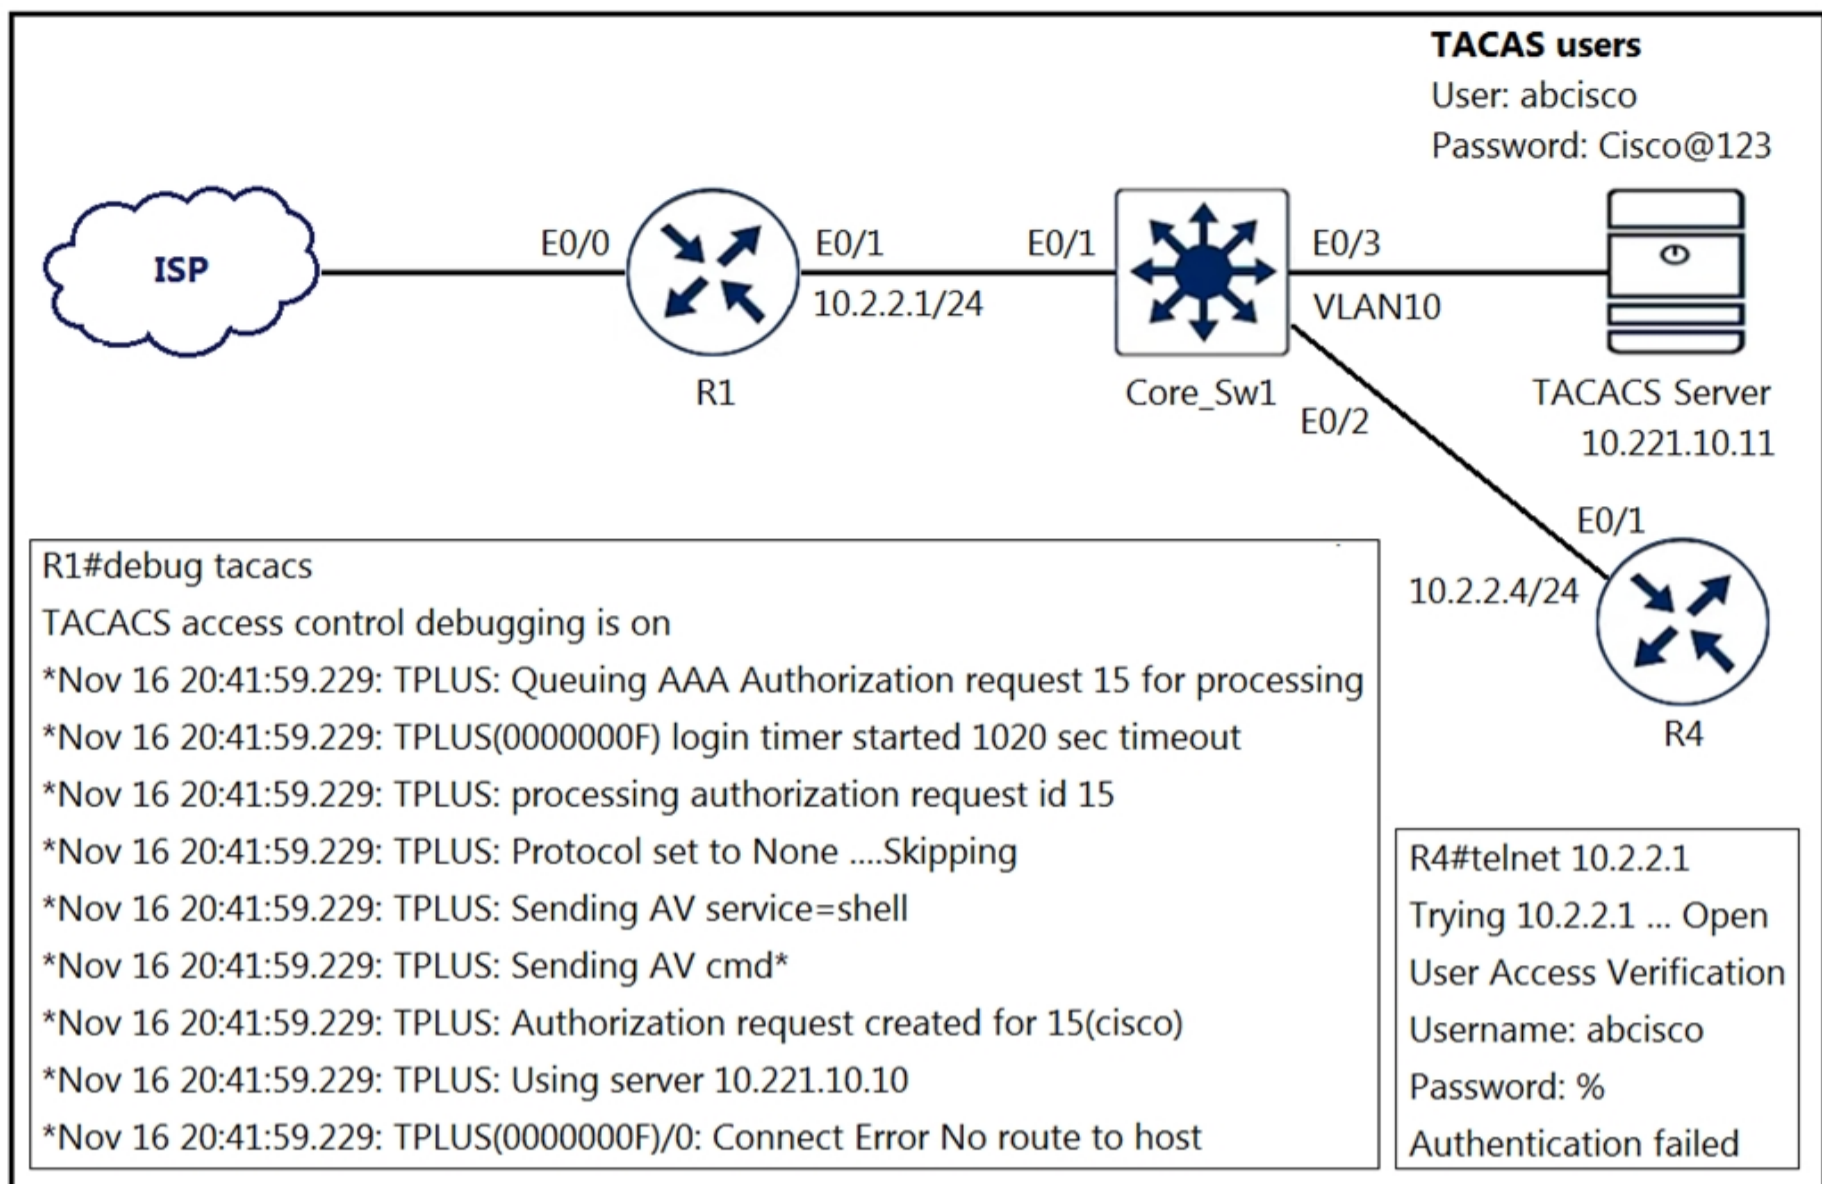 TACAS users
User: abcisco
Password: Cisco@123
ISP
E0/0
E0/1
10.2.2.1/24
R1
E0/1
Core_Sw1
E0/3
VLAN10
E0/2
TACACS Server
10.221.10.11
E0/1
10.2.2.4/24
R4
R1#debug tacacs
TACACS access control debugging is on
*Nov 16 20:41:59.229: TPLUS: Queuing AAA Authorization request 15 for processing
*Nov 16 20:41:59.229: TPLUS(0000000F) login timer started 1020 sec timeout
*Nov 16 20:41:59.229: TPLUS: processing authorization request id 15
*Nov 16 20:41:59.229: TPLUS: Protocol set to None ....Skipping
*Nov 16 20:41:59.229: TPLUS: Sending AV service=shell
*Nov 16 20:41:59.229: TPLUS: Sending AV cmd*
*Nov 16 20:41:59.229: TPLUS: Authorization request created for 15(cisco)
*Nov 16 20:41:59.229: TPLUS: Using server 10.221.10.10
*Nov 16 20:41:59.229: TPLUS(0000000F)/0: Connect Error No route to host
R4#telnet 10.2.2.1
Trying 10.2.2.1 ... Open
User Access Verification
Username: abcisco
Password: %
Authentication failed